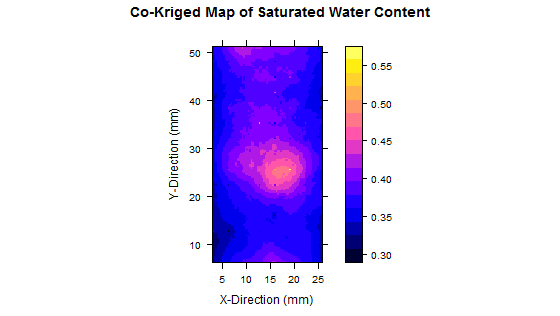 Co-Kriged Map of Saturated Water Content
50
40
30
20
10
Y-Direction (mm)
5 10 15 20 25
X-Direction (mm)
0.55
0.50
0.45
0.40
0.35
0.30